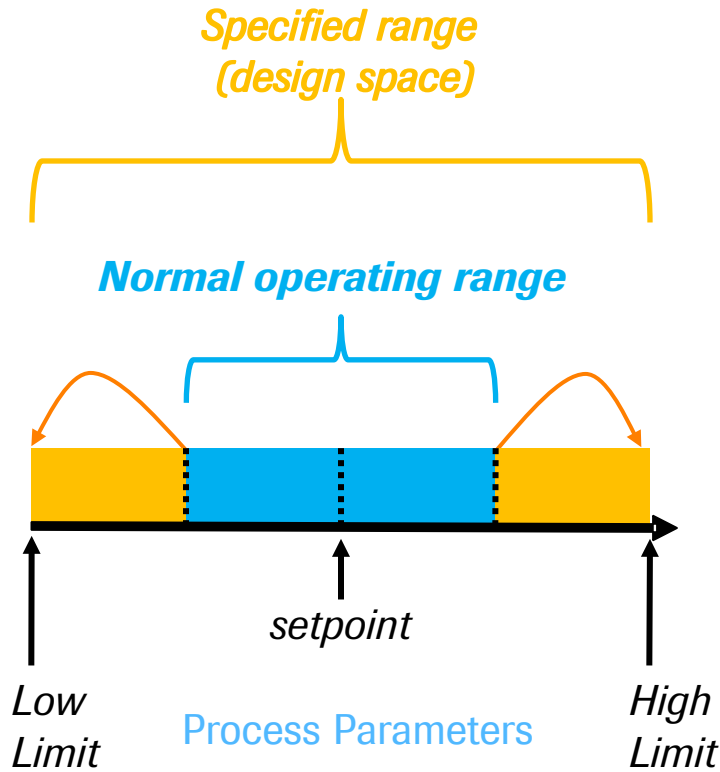 Specified range
(design space)
Normal operating range
setpoint
Low
Limit
Process Parameters
High
Limit